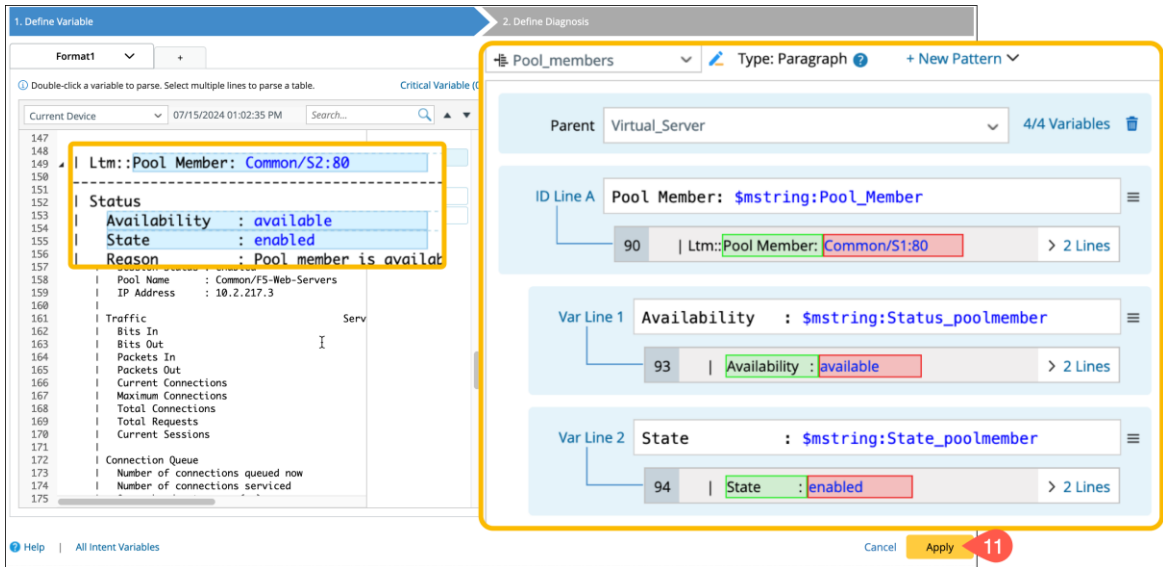 1. Define Variable
2. Define Diagnosis
Format1
+
Double-click a variable to parse. Select multiple lines to parse a table.
Critical Variable (
Current Device
07/15/2024 01:02:35 PM
Search...
147
148
149
150
151
152
153
154
155
156
157
158 | Pool Name : Common/F5-Web-Servers
159 | IP Address : 10.2.217.3
160 |
161 | Traffic Serv
162 | Bits In
163 | Bits Out
164 | Packets In
165 | Packets Out
166 | Current Connections
167 | Maximum Connections
168 | Total Connections
169 | Total Requests
170 | Current Sessions
171 |
172 | Connection Queue
173 | Number of connections queued now
174 | Number of connections serviced
175
| Ltm::Pool Member: Common/S2:80
------------------------------------------
| Status
| Availability : available
| State : enabled
| Reason : Pool member is availab
Pool_members
Type: Paragraph ?
+ New Pattern
Parent
Virtual_Server
4/4 Variables
ID Line A
Pool Member: $mstring:Pool_Member
90 | Ltm::Pool Member: Common/S1:80
> 2 Lines
Var Line 1
Availability : $mstring:Status_poolmember
93 | Availability : available
> 2 Lines
Var Line 2
State : $mstring:State_poolmember
94 | State : enabled
> 2 Lines
? Help | All Intent Variables
Cancel
Apply
11